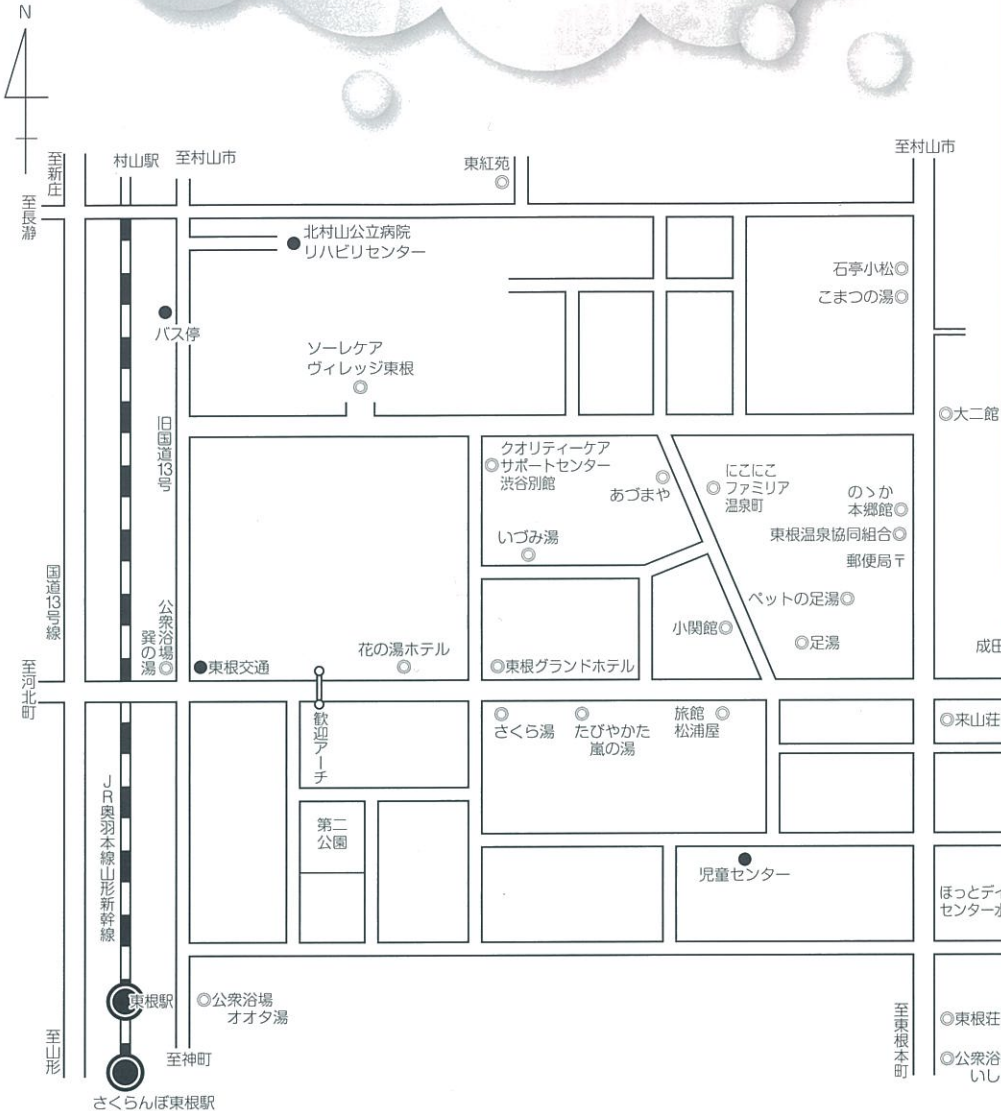 N
至新庄
村山駅
至村山市
東紅苑
至村山市
至長瀞
北村山公立病院
リハビリセンター
石亭小松
こまつの湯
バス停
ソーレケア
ヴィレッジ東根
大二館
旧国道13号
クオリティーケア
サポートセンター
渋谷別館
あづまや
にこにこ
ファミリア
温泉町
のゝか
本郷館
東根温泉協同組合
郵便局〒
いづみ湯
国道13号線
公衆浴場
巽の湯
ペットの足湯
小関館
足湯
成田
花の湯ホテル
東根交通
東根グランドホテル
至河北町
歓迎アーチ
さくら湯
たびやかた
嵐の湯
旅館
松浦屋
来山荘
JR奥羽本線山形新幹線
第二
公園
児童センター
ほっとデイ
センター
東根駅
公衆浴場
オオタ湯
至東根本町
東根荘
至山形
至神町
公衆浴
いし
さくらんぼ東根駅